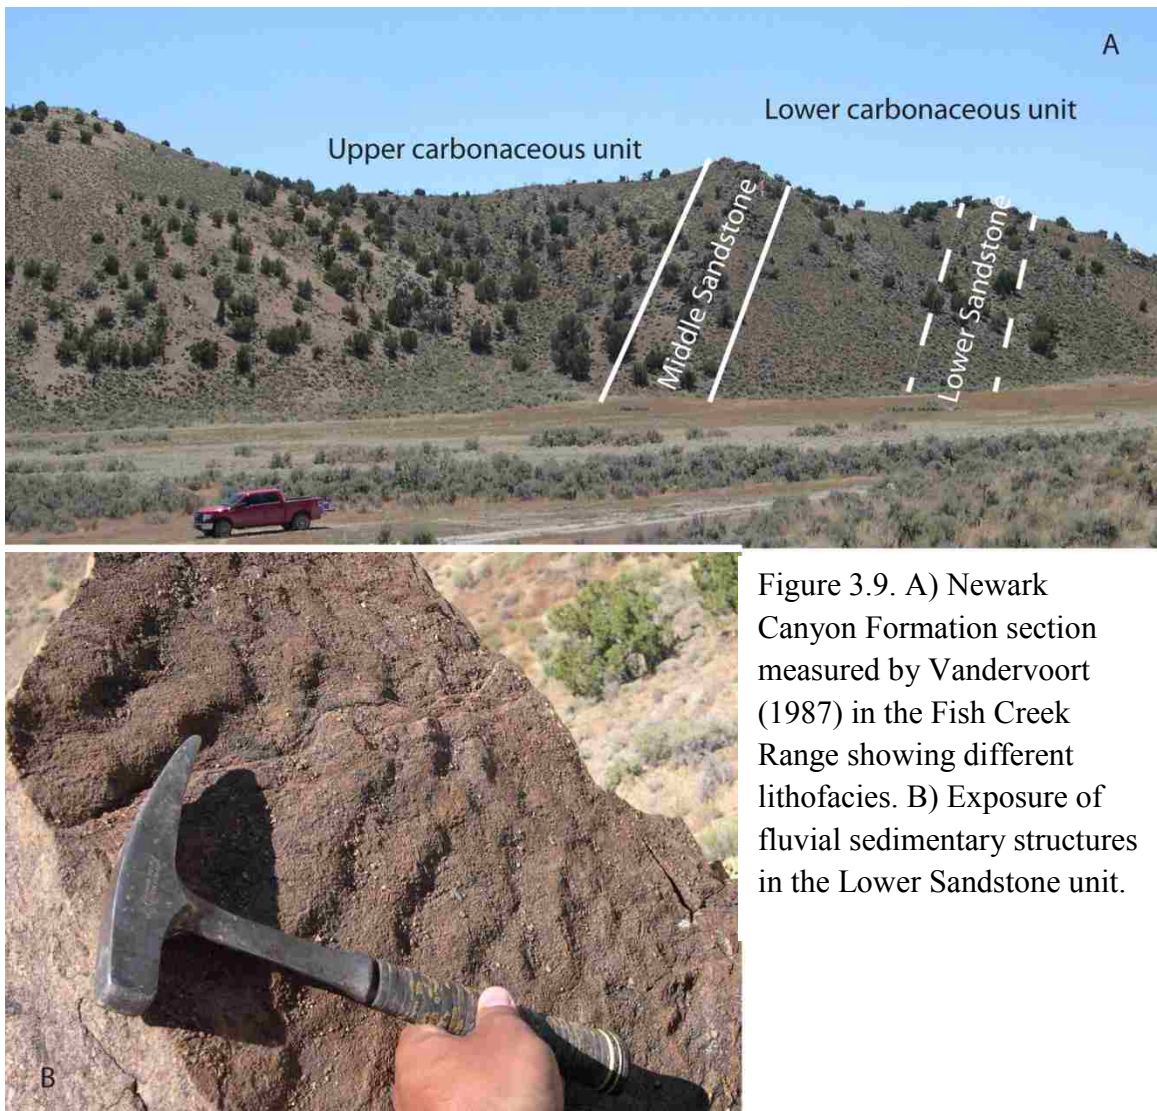 A
Lower carbonaceous unit
Upper carbonaceous unit
Middle Sandstone
Lower Sandstone
Figure 3.9. A) Newark
Canyon Formation section
measured by Vandervoort
(1987) in the Fish Creek
Range showing different
lithofacies. B) Exposure of
fluvial sedimentary structures
in the Lower Sandstone unit.
B